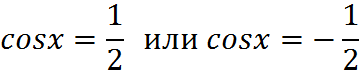 cosx = 1/2 или cosx = − 1/2